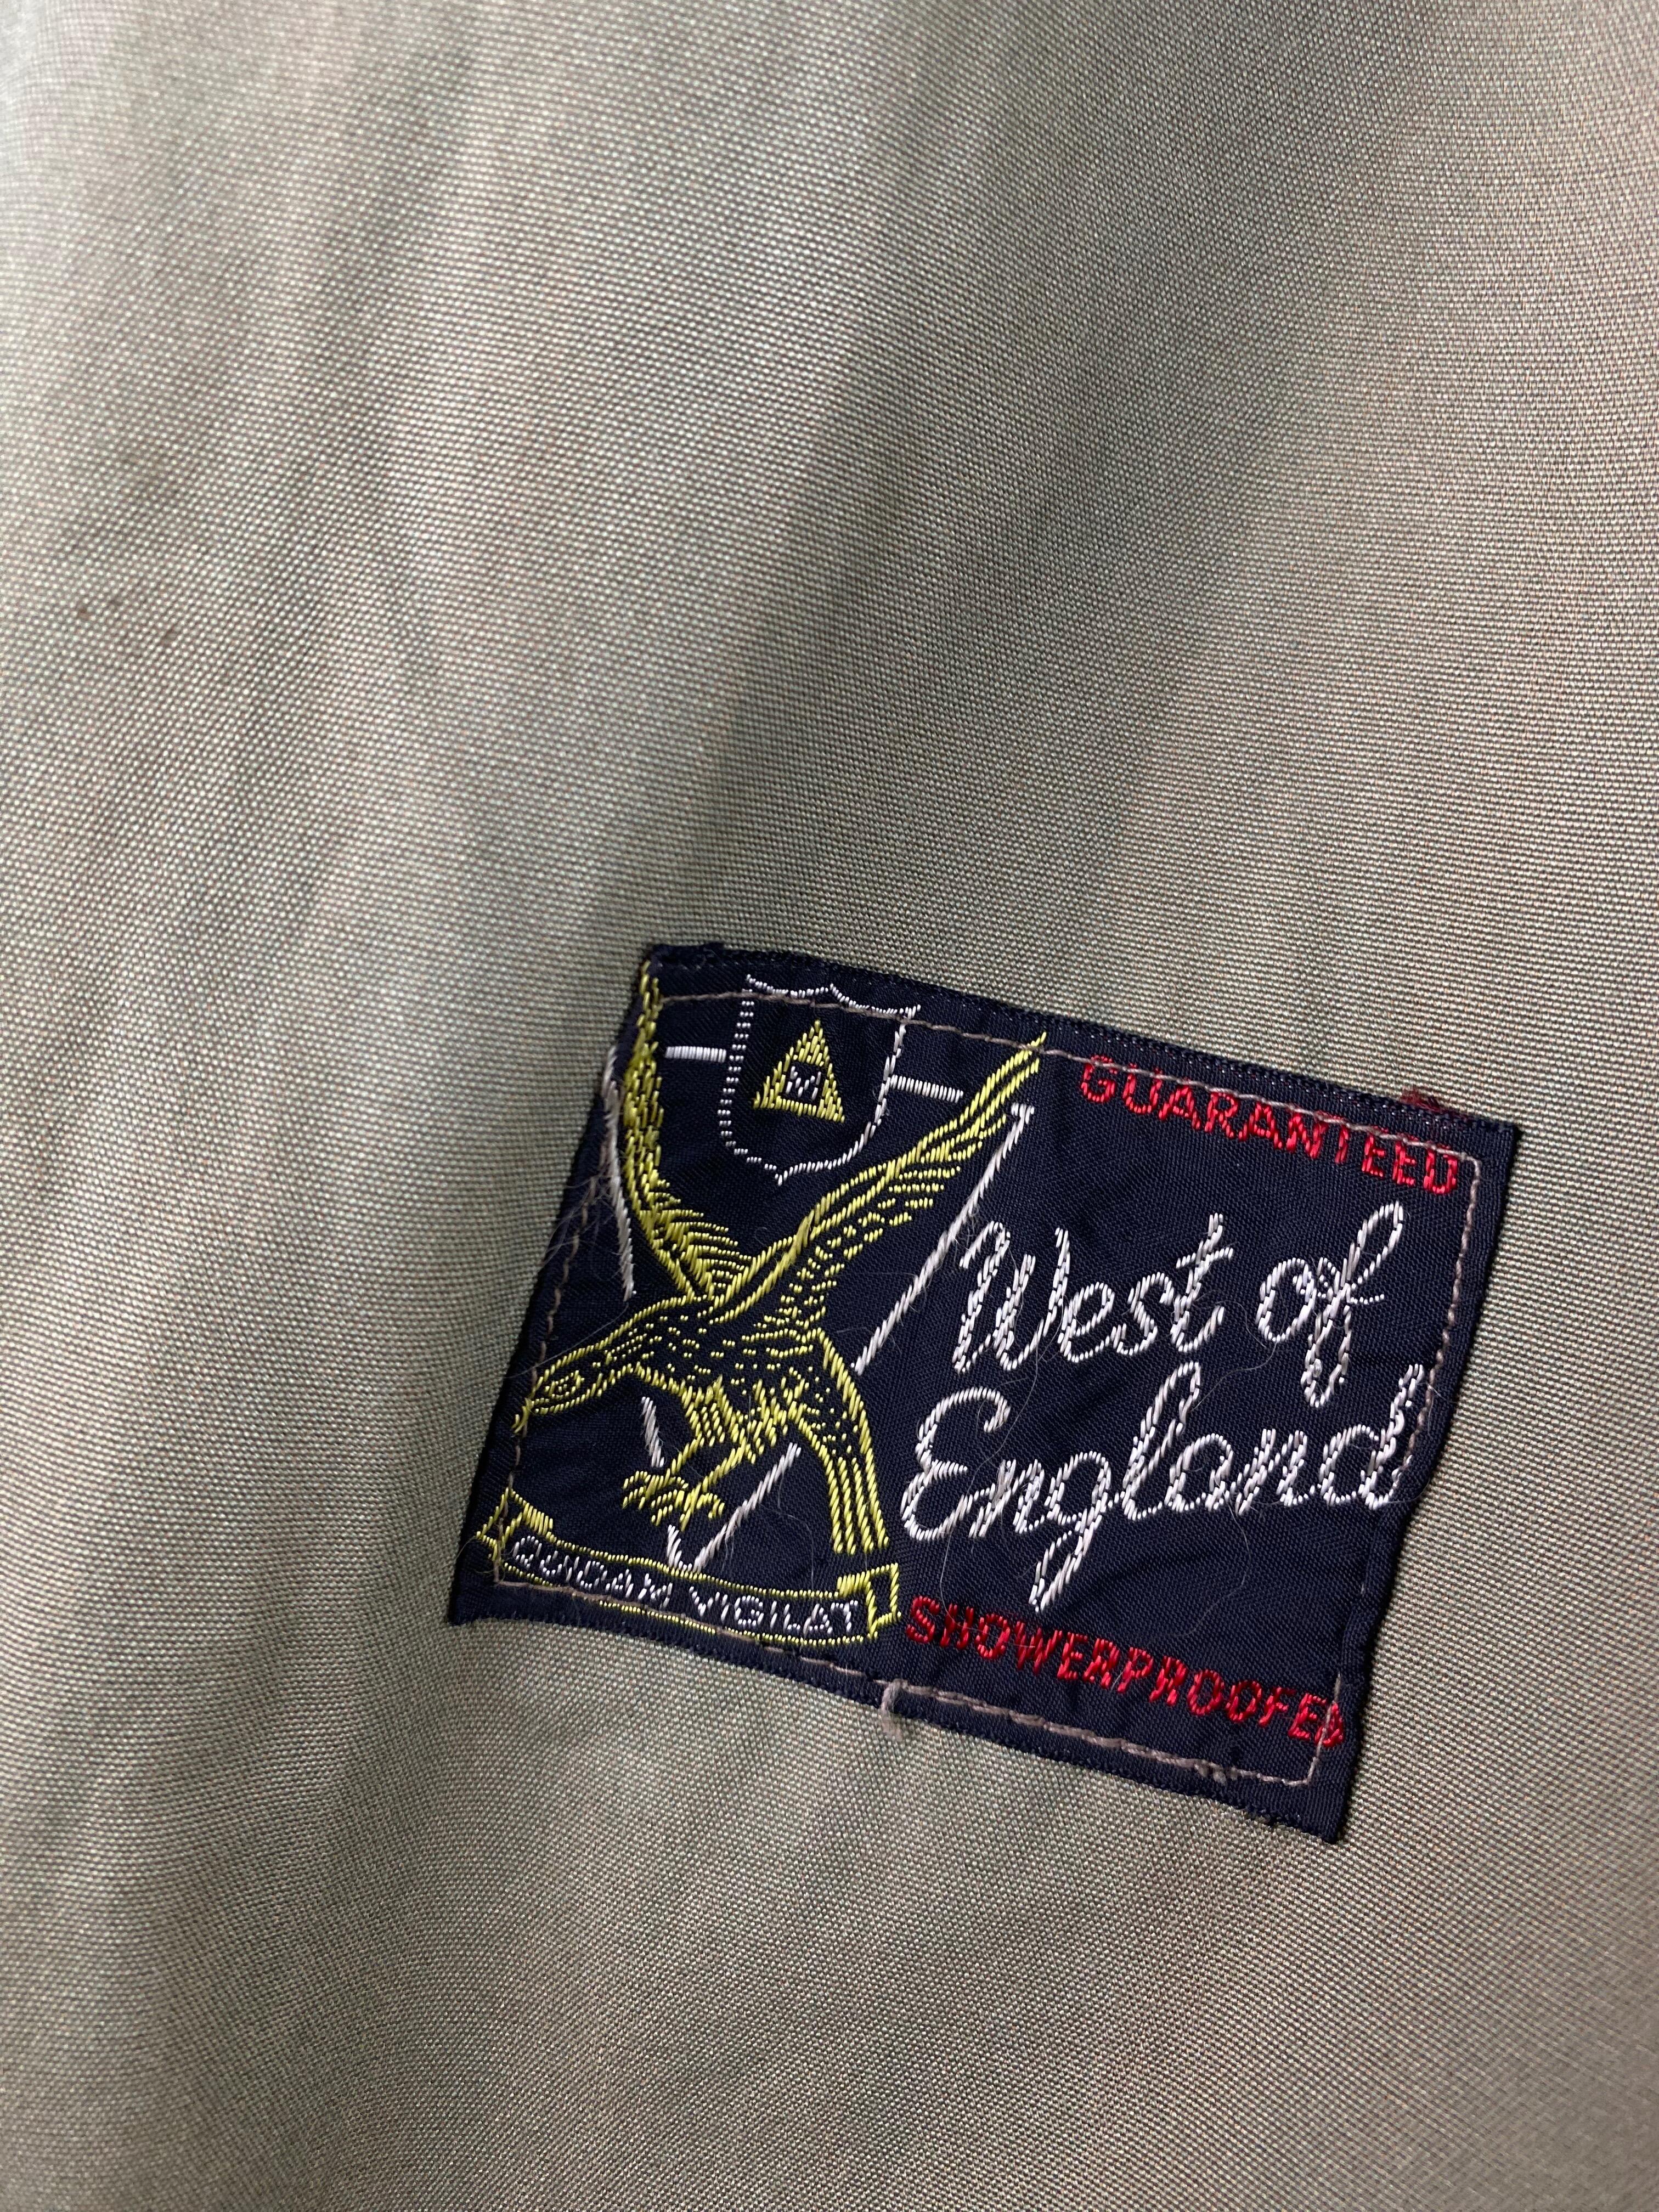 M
GUARANTEED
West of
England
QUIDAM VIGILAT
SHOWERPROOFED